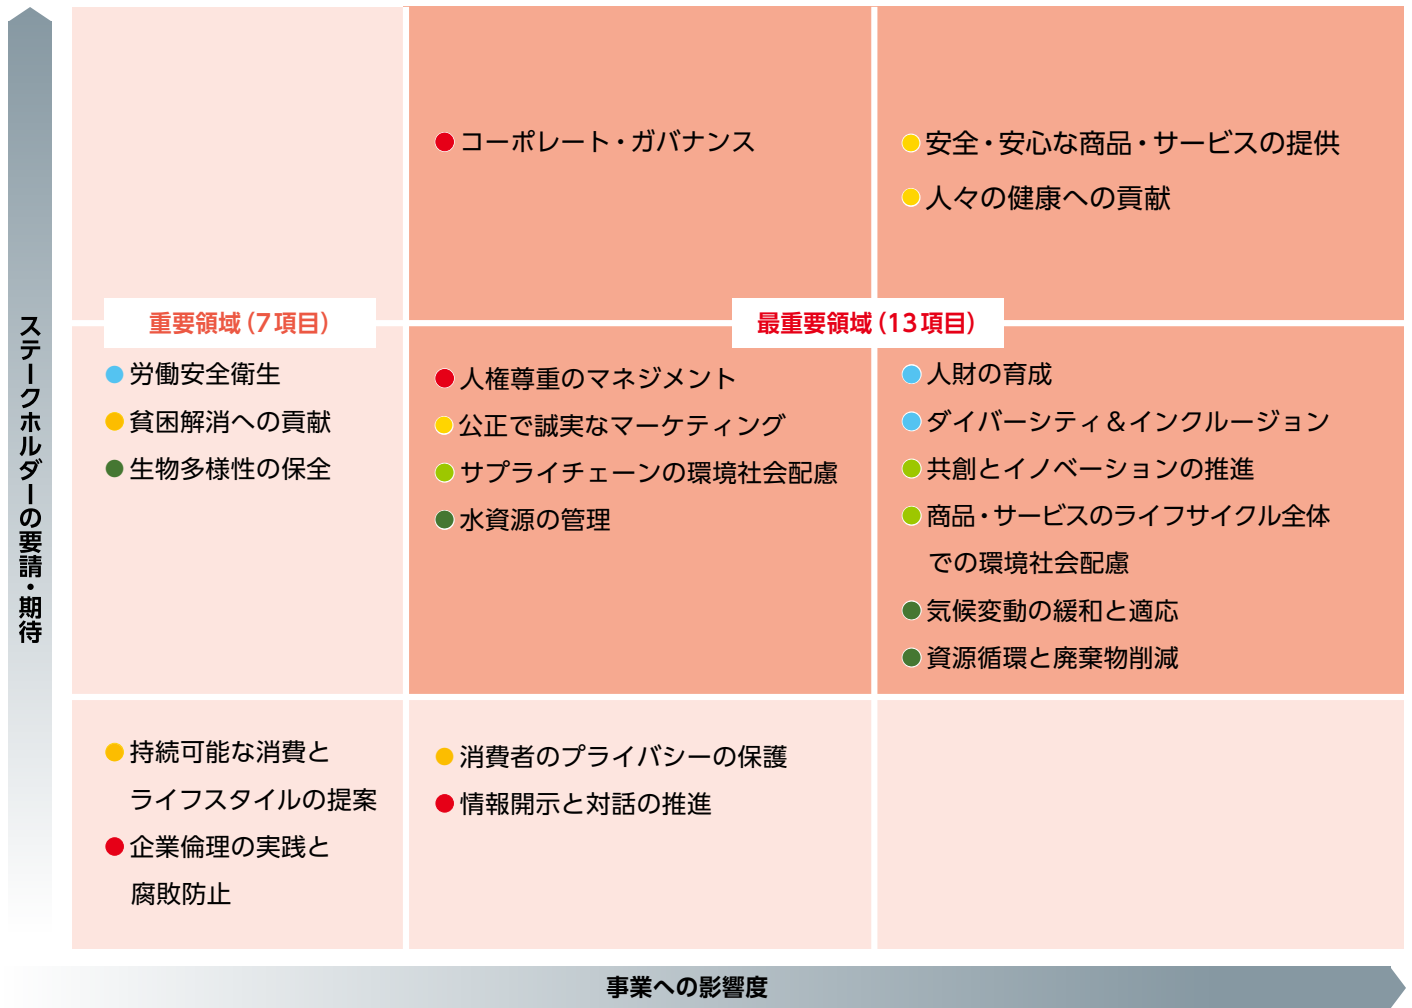 ステークホルダーの要請・期待
コーポレート・ガバナンス
安全・安心な商品・サービスの提供
人々の健康への貢献
重要領域（7項目）
最重要領域（13項目）
労働安全衛生
貧困解消への貢献
生物多様性の保全
人権尊重のマネジメント
公正で誠実なマーケティング
サプライチェーンの環境社会配慮
水資源の管理
人財の育成
ダイバーシティ＆インクルージョン
共創とイノベーションの推進
商品・サービスのライフサイクル全体
での環境社会配慮
気候変動の緩和と適応
資源循環と廃棄物削減
持続可能な消費と
ライフスタイルの提案
企業倫理の実践と
腐敗防止
消費者のプライバシーの保護
情報開示と対話の推進
事業への影響度